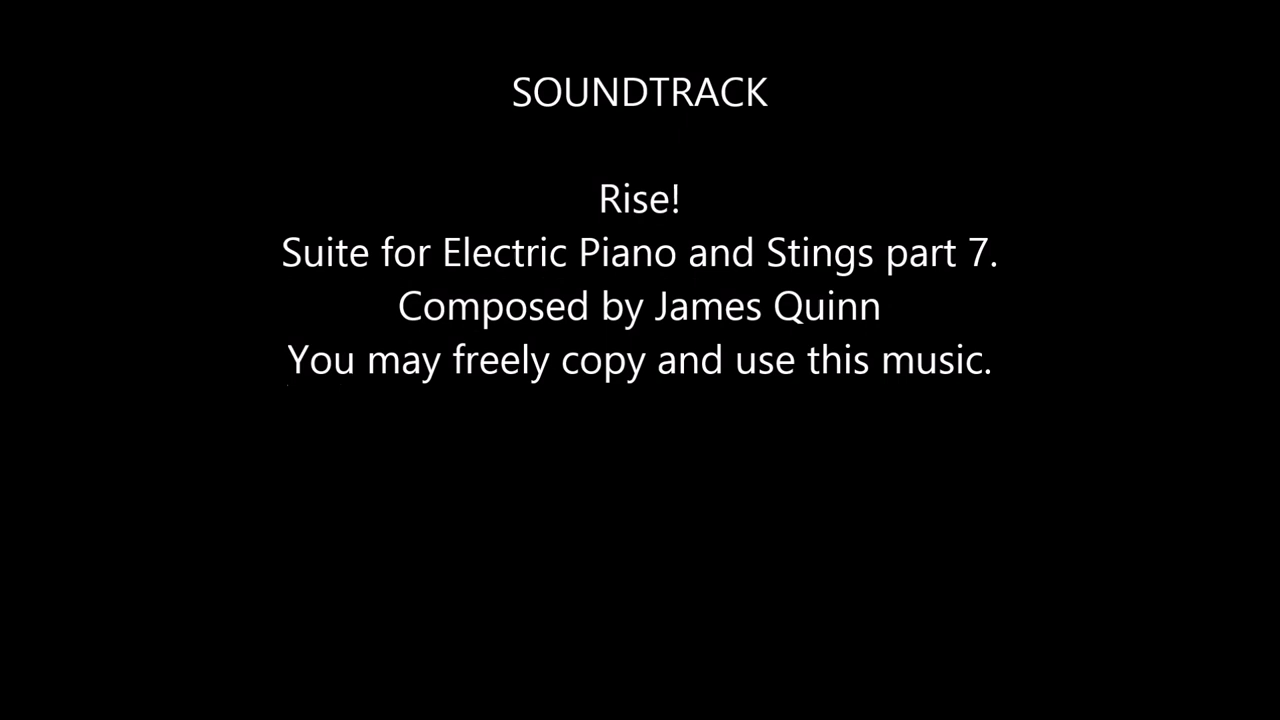 SOUNDTRACK
Rise!
Suite for Electric Piano and Stings part 7.
Composed by James Quinn
You may freely copy and use this music.